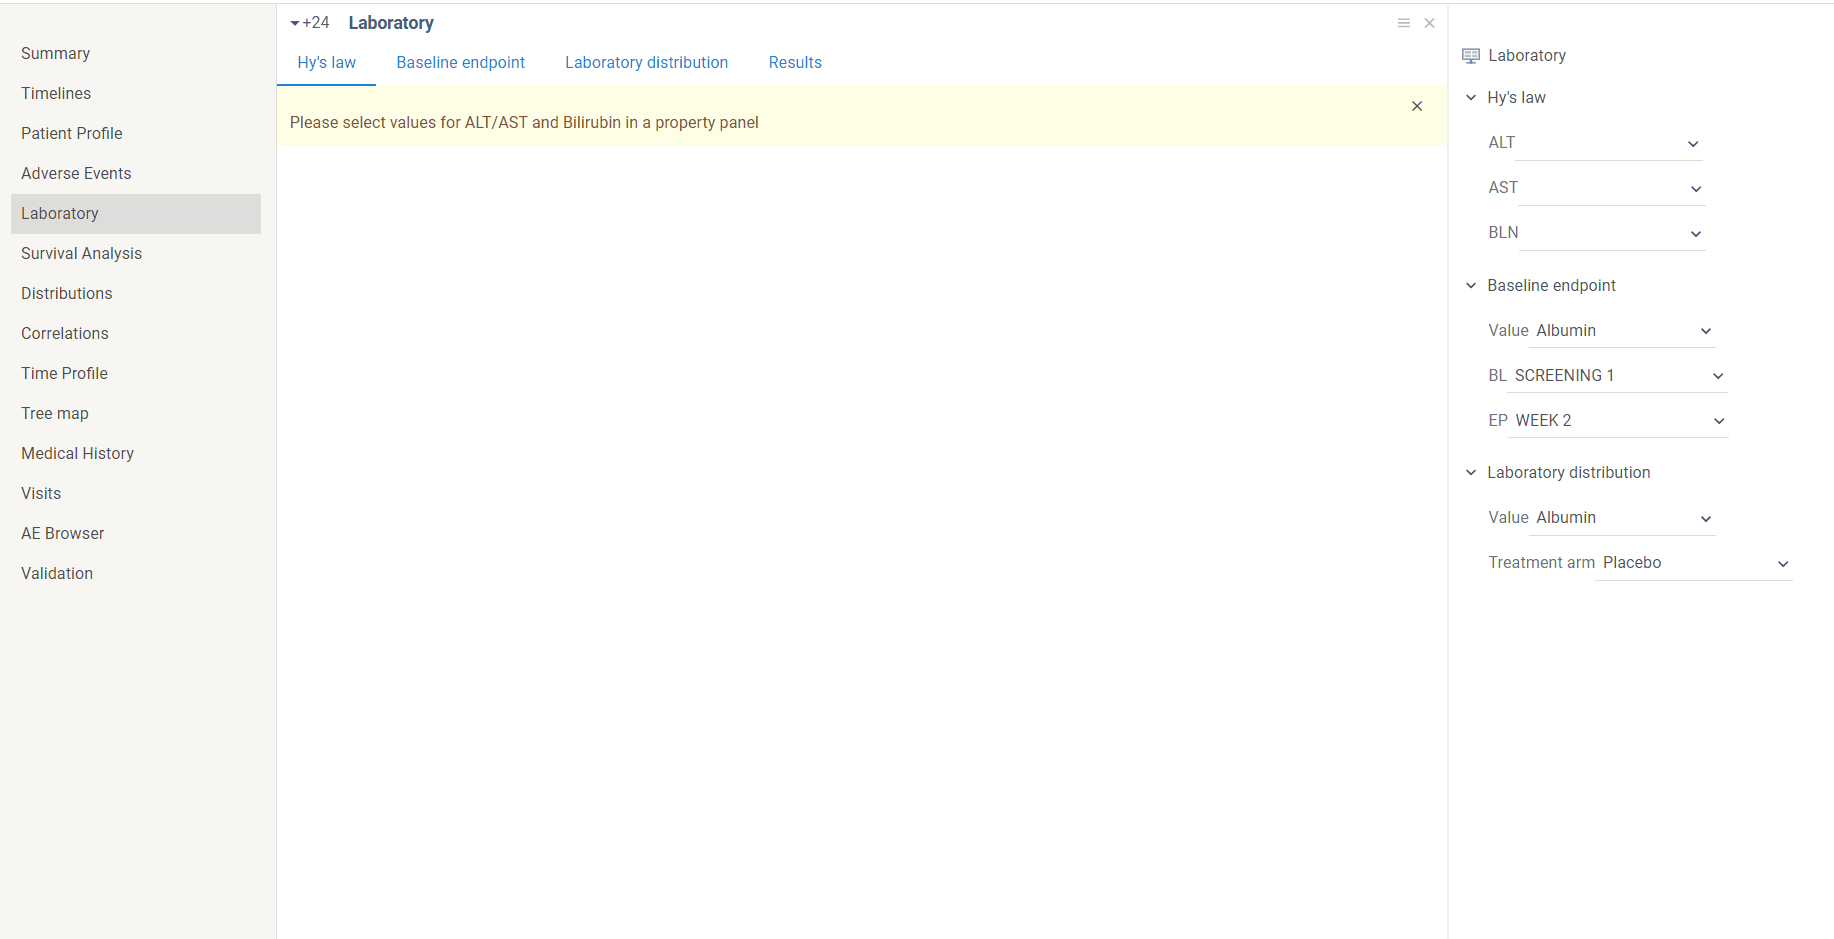 Summary
Timelines
Patient Profile
Adverse Events
Laboratory
Survival Analysis
Distributions
Correlations
Time Profile
Tree map
Medical History
Visits
AE Browser
Validation
+24 Laboratory
Hy's law Baseline endpoint Laboratory distribution Results
Please select values for ALT/AST and Bilirubin in a property panel
Laboratory
Hy's law
ALT
AST
BLN
Baseline endpoint
Value Albumin
BL SCREENING 1
EP WEEK 2
Laboratory distribution
Value Albumin
Treatment arm Placebo